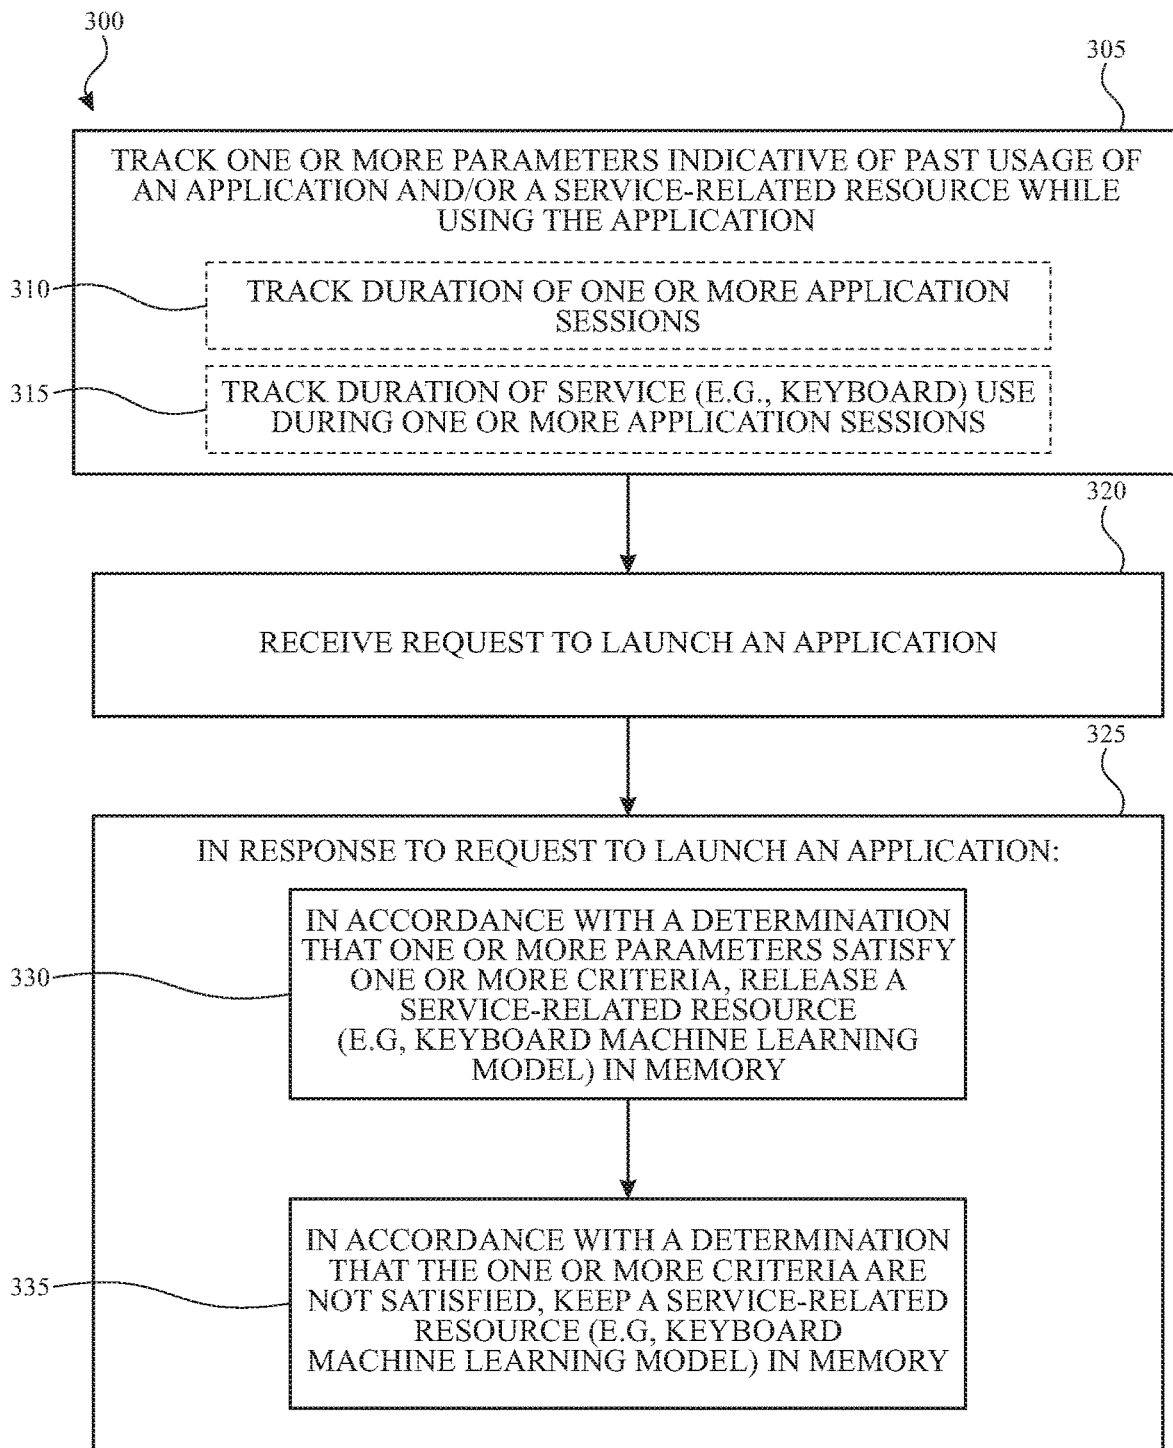 300
305
TRACK ONE OR MORE PARAMETERS INDICATIVE OF PAST USAGE OF
AN APPLICATION AND/OR A SERVICE-RELATED RESOURCE WHILE
USING THE APPLICATION
310
TRACK DURATION OF ONE OR MORE APPLICATION
SESSIONS
315
TRACK DURATION OF SERVICE (E.G., KEYBOARD) USE
DURING ONE OR MORE APPLICATION SESSIONS
320
RECEIVE REQUEST TO LAUNCH AN APPLICATION
325
IN RESPONSE TO REQUEST TO LAUNCH AN APPLICATION:
330
IN ACCORDANCE WITH A DETERMINATION
THAT ONE OR MORE PARAMETERS SATISFY
ONE OR MORE CRITERIA, RELEASE A
SERVICE-RELATED RESOURCE
(E.G, KEYBOARD MACHINE LEARNING
MODEL) IN MEMORY
335
IN ACCORDANCE WITH A DETERMINATION
THAT THE ONE OR MORE CRITERIA ARE
NOT SATISFIED, KEEP A SERVICE-RELATED
RESOURCE (E.G, KEYBOARD
MACHINE LEARNING MODEL) IN MEMORY